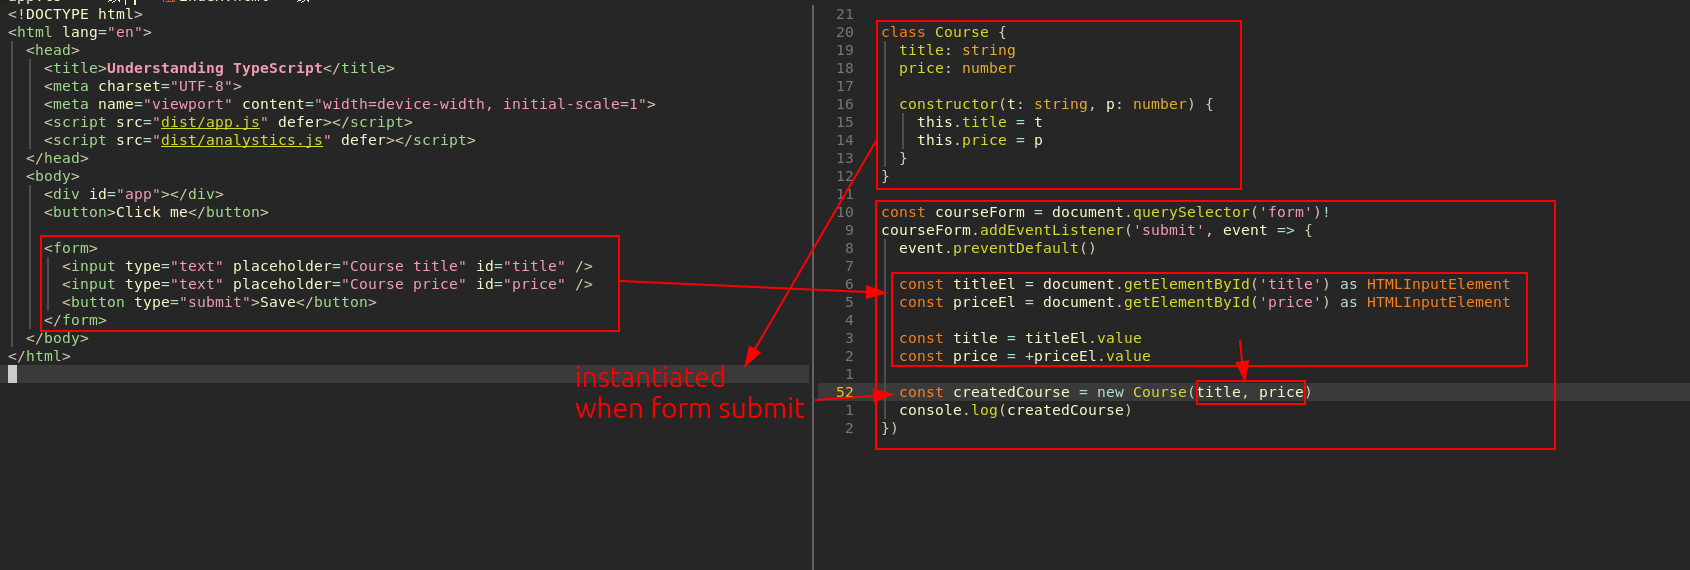 <!DOCTYPE html>
<html lang="en">
<head>
<title>Understanding TypeScript</title>
<meta charset="UTF-8">
<meta name="viewport" content="width=device-width, initial-scale=1">
<script src="dist/app.js" defer></script>
<script src="dist/analystics.js" defer></script>
</head>
<body>
<div id="app"></div>
<button>Click me</button>
<form>
<input type="text" placeholder="Course title" id="title" />
<input type="text" placeholder="Course price" id="price" />
<button type="submit">Save</button>
</form>
</body>
</html>
instantiated
when form submit
21
20 class Course {
19 title: string
18 price: number
17
16 constructor(t: string, p: number) {
15 this.title = t
14 this.price = p
13 }
12 }
11
10 const courseForm = document.querySelector('form')!
9 courseForm.addEventListener('submit', event => {
8 event.preventDefault()
7
6 const titleEl = document.getElementById('title') as HTMLInputElement
5 const priceEl = document.getElementById('price') as HTMLInputElement
4
3 const title = titleEl.value
2 const price = +priceEl.value
1
52 const createdCourse = new Course(title, price)
1 console.log(createdCourse)
2 })